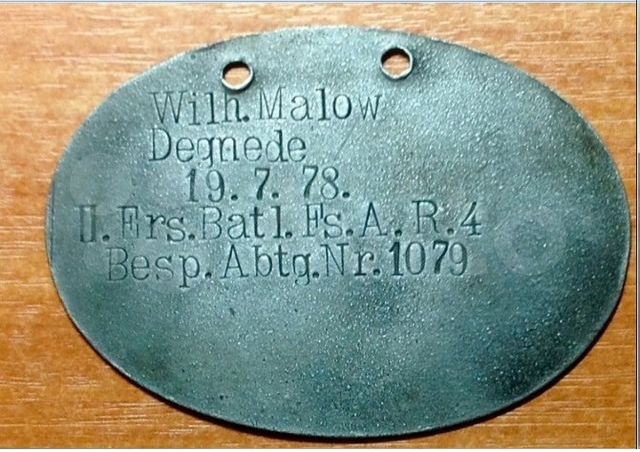 Wilh. Malow
Degnede
19. 7. 78.
II. Ers. Batl. Fs. A. R. 4
Besp. Abtg. Nr. 1079